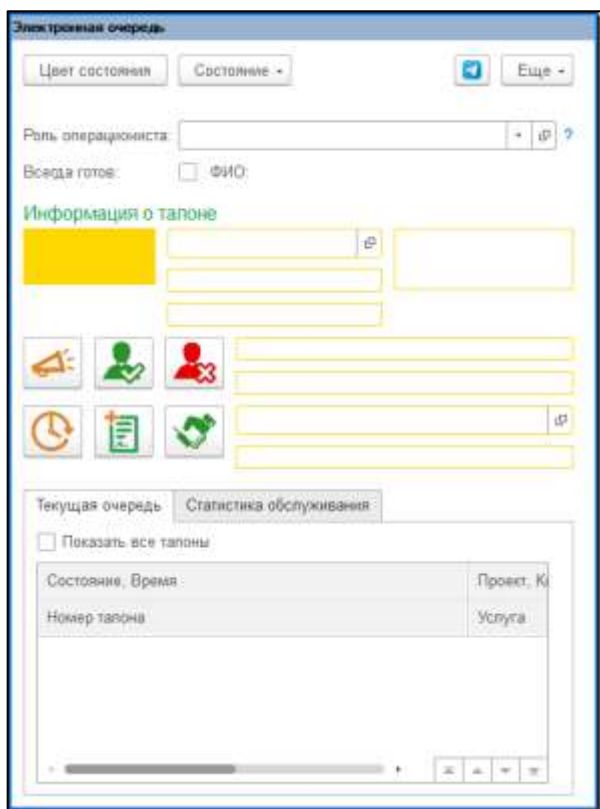 Электронная очередь
Цвет состояния Состояние Еще
Роль операциониста: ?
Всегда готов: ФИО:
Информация о талоне
Текущая очередь Статистика обслуживания
Показать все талоны
Состояние, Время Проект,
Номер талона Услуга